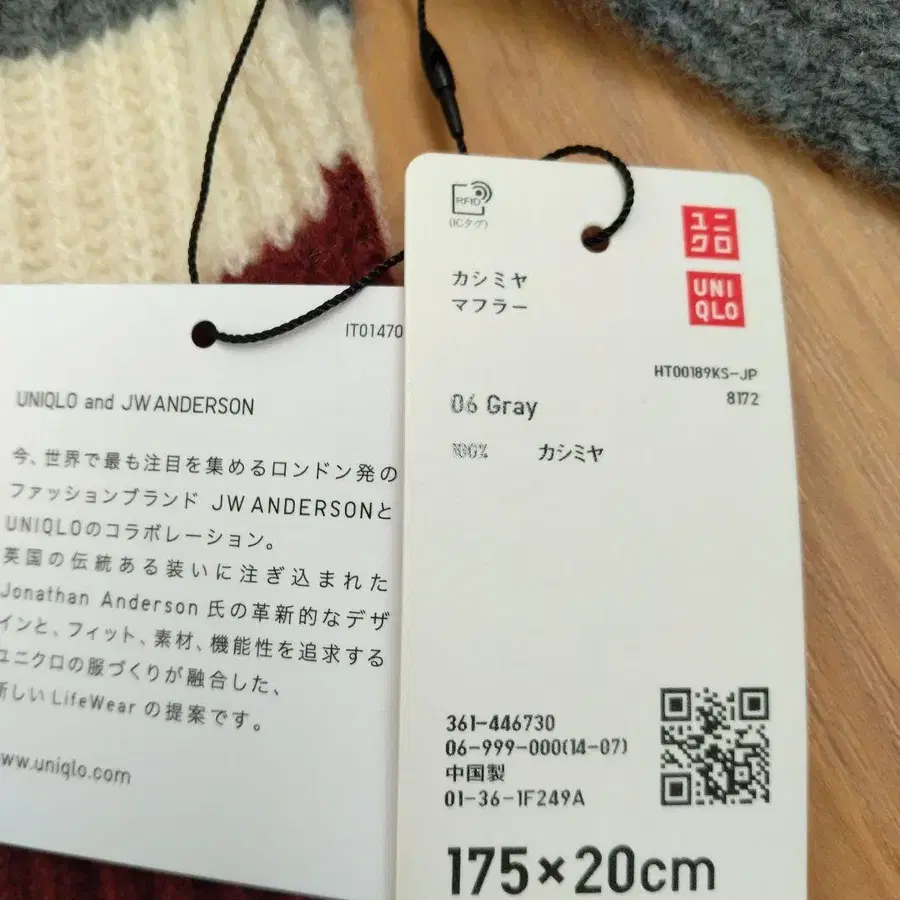 IT01470
UNIQLO and JW ANDERSON
今、世界で最も注目を集めるロンドン発の
ファッションブランド JW ANDERSONと
UNIQLOのコラボレーション。
英国の伝統ある装いに注ぎ込まれた
Jonathan Anderson 氏の革新的なデザ
インと、フィット、素材、機能性を追求する
ユニクロの服づくりが融合した、
新しい LifeWear の提案です。
ww.uniqlo.com
RFID
(ICタグ)
ユニ
クロ
UNI
QLO
カシミヤ
マフラー
HT00189KS-JP
8172
06 Gray
100% カシミヤ
361-446730
06-999-000(14-07)
中国製
01-36-1F249A
175×20cm